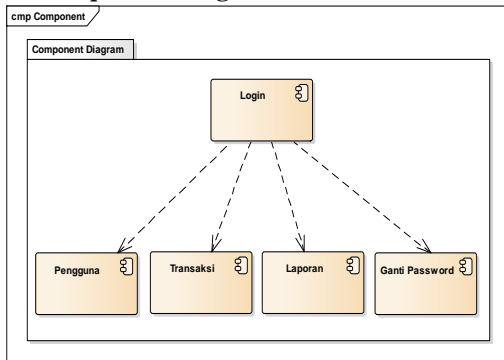 cmp Component
Component Diagram
Login
Pengguna
Transaksi
Laporan
Ganti Password